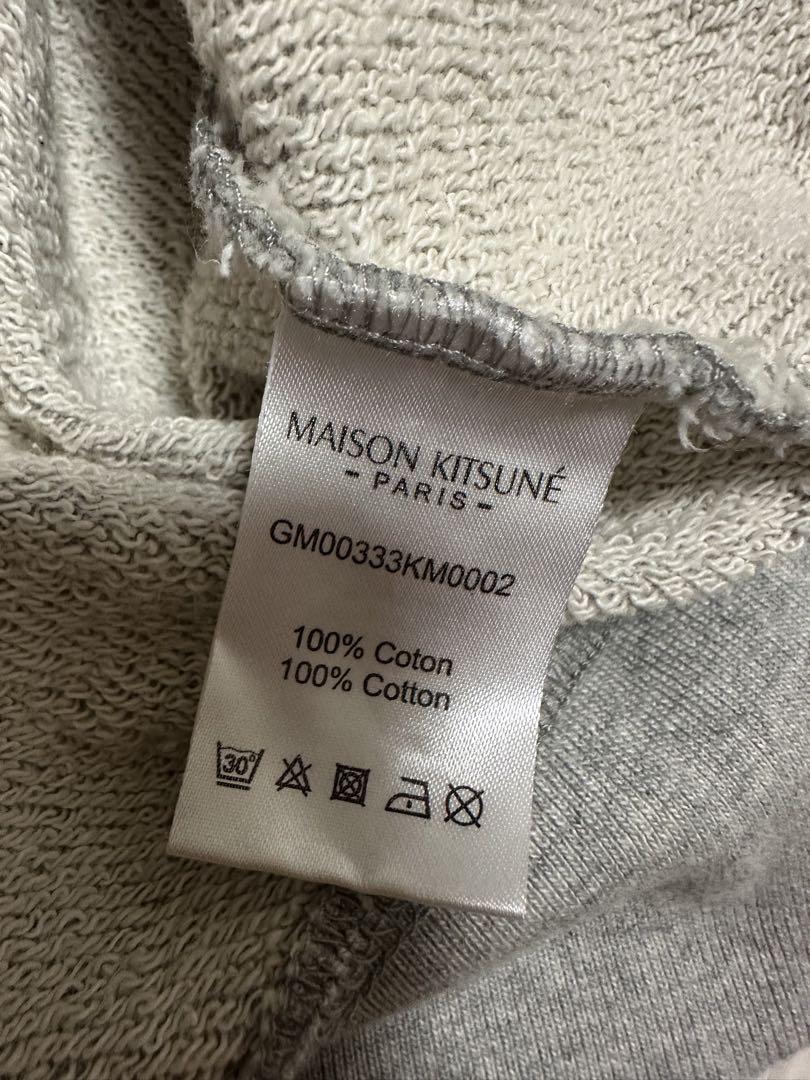 MAISON KITSUNÉ
- PARIS -
GM00333KM0002
100% Coton
100% Cotton
30°